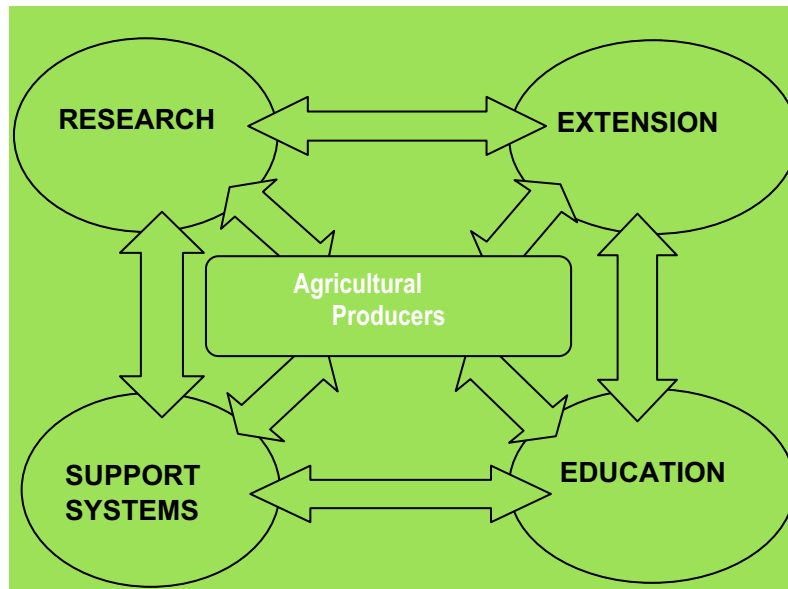 RESEARCH
EXTENSION
Agricultural
Producers
SUPPORT
SYSTEMS
EDUCATION